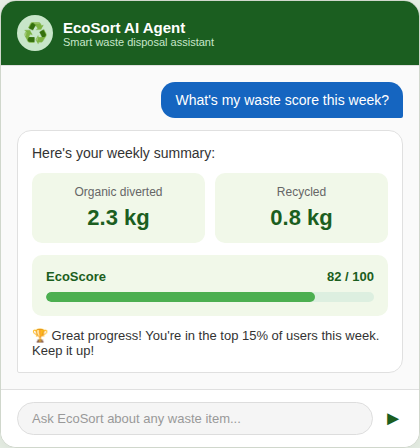 EcoSort AI Agent
Smart waste disposal assistant
What's my waste score this week?
Here's your weekly summary:
Organic diverted
2.3 kg
Recycled
0.8 kg
EcoScore 82 / 100
🏆 Great progress! You're in the top 15% of users this week.
Keep it up!
Ask EcoSort about any waste item...